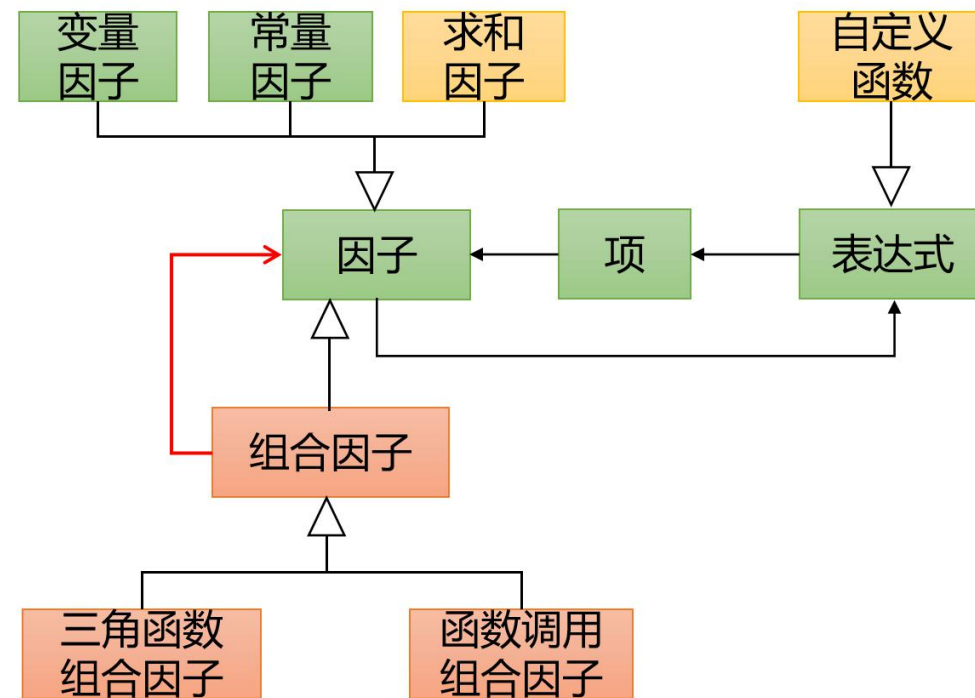 变量
因子
常量
因子
求和
因子
自定义
函数
因子
项
表达式
组合因子
三角函数
组合因子
函数调用
组合因子